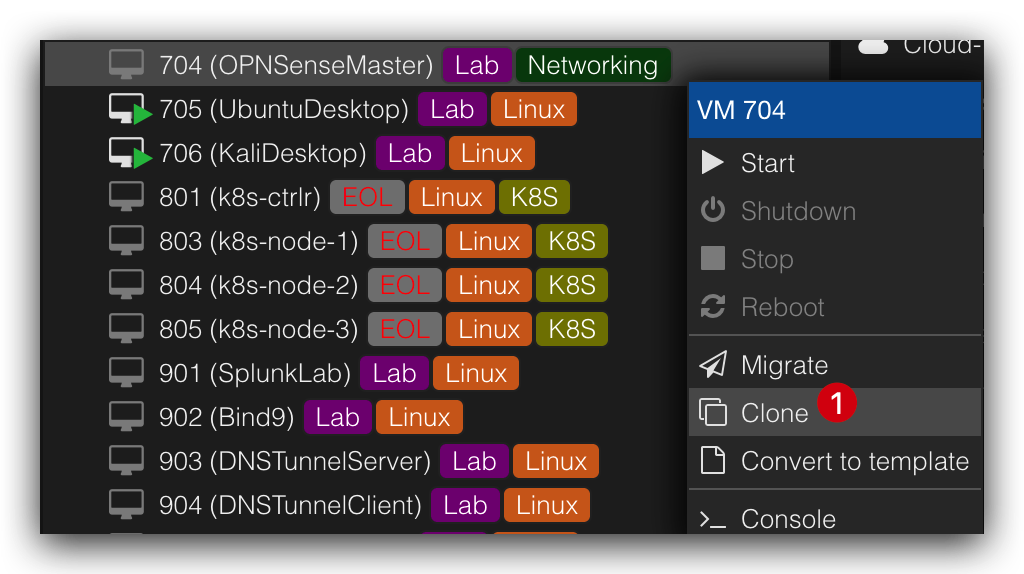 704 (OPNSenseMaster) Lab Networking
705 (UbuntuDesktop) Lab Linux
706 (KaliDesktop) Lab Linux
801 (k8s-ctrlr) EOL Linux K8S
803 (k8s-node-1) EOL Linux K8S
804 (k8s-node-2) EOL Linux K8S
805 (k8s-node-3) EOL Linux K8S
901 (SplunkLab) Lab Linux
902 (Bind9) Lab Linux
903 (DNSTunnelServer) Lab Linux
904 (DNSTunnelClient) Lab Linux
Cloud-
VM 704
Start
Shutdown
Stop
Reboot
Migrate
Clone 1
Convert to template
Console